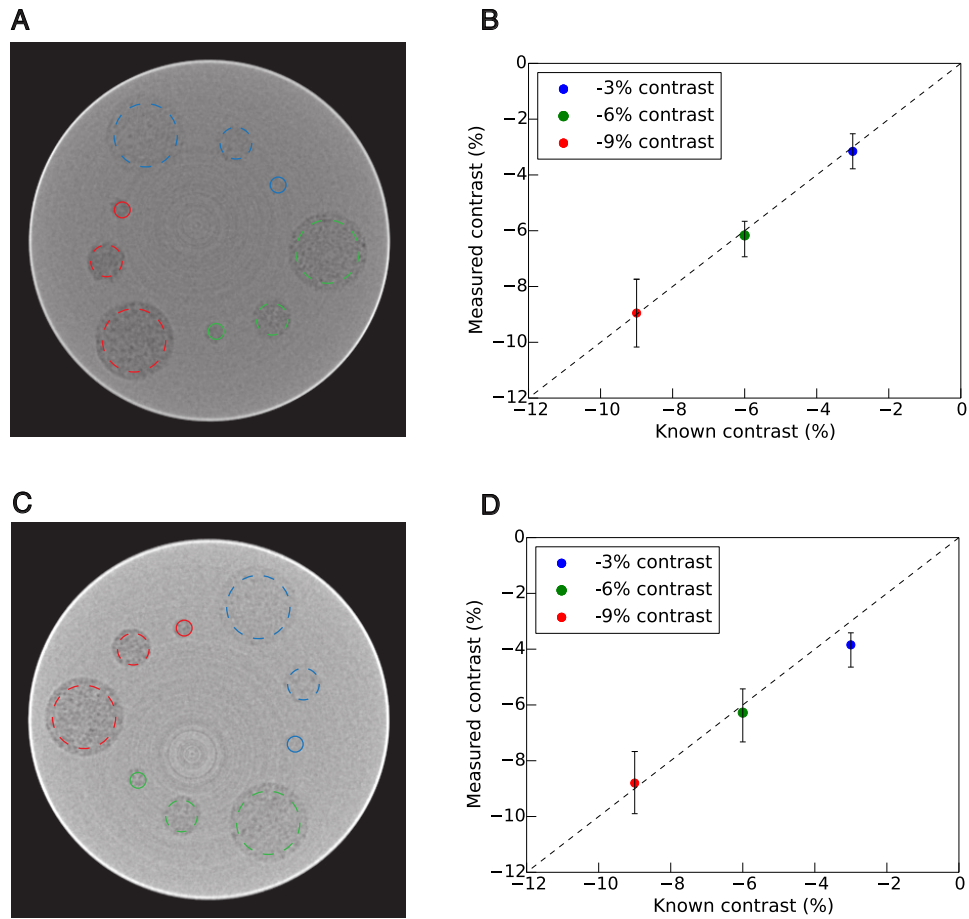 A
B
0
−2
−4
−6
−8
−10
−12
Measured contrast (%)
-3% contrast
-6% contrast
-9% contrast
−12
−10
−8
−6
−4
−2
0
Known contrast (%)
C
D
0
−2
−4
−6
−8
−10
−12
Measured contrast (%)
-3% contrast
-6% contrast
-9% contrast
−12
−10
−8
−6
−4
−2
0
Known contrast (%)